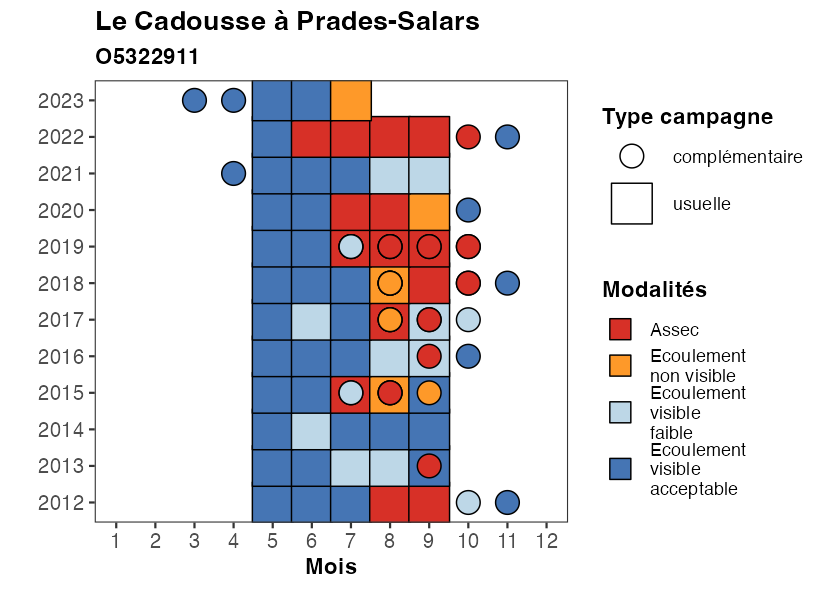 Le Cadousse à Prades-Salars
O5322911
2023
2022
2021
2020
2019
2018
2017
2016
2015
2014
2013
2012
1 2 3 4 5 6 7 8 9 10 11 12
Mois
Type campagne
complémentaire
usuelle
Modalités
Assec
Ecoulement
non visible
Ecoulement
visible
faible
Ecoulement
visible
acceptable